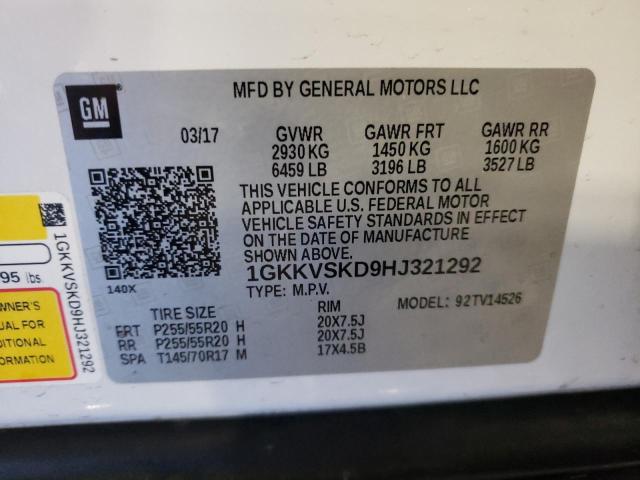 GM
MFD BY GENERAL MOTORS LLC
03/17 GVWR GAWR FRT GAWR RR
2930 KG 1450 KG 1600 KG
6459 LB 3196 LB 3527 LB
THIS VEHICLE CONFORMS TO ALL
APPLICABLE U.S. FEDERAL MOTOR
VEHICLE SAFETY STANDARDS IN EFFECT
ON THE DATE OF MANUFACTURE
SHOWN ABOVE.
1GKKVSKD9HJ321292
140X
TYPE: M.P.V.
MODEL: 92TV14526
TIRE SIZE RIM
FRT P255/55R20 H 20X7.5J
RR P255/55R20 H 20X7.5J
SPA T145/70R17 M 17X4.5B
95 lbs.
OWNER'S
UAL FOR
DITIONAL
ORMATION
1GKKVSKD9HJ321292